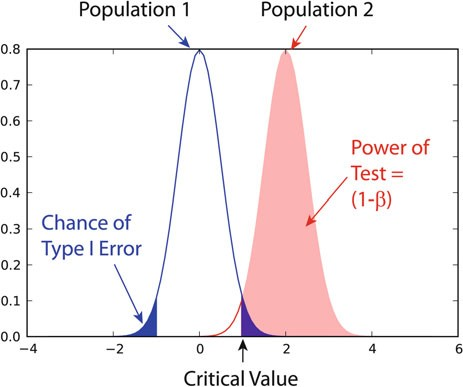 Population 1
Population 2
0.8
0.7
0.6
0.5
0.4
0.3
0.2
0.1
0.0
Power of
Test =
(1-β)
Chance of
Type I Error
−4
−2
0
2
4
6
Critical Value